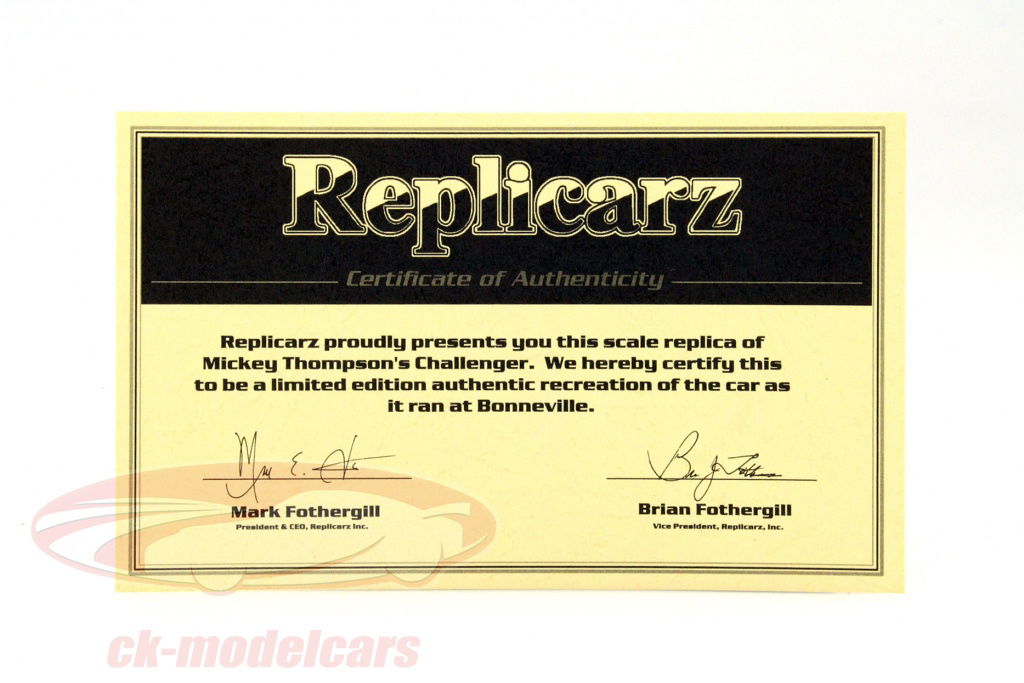 Replicarz
Certificate of Authenticity
Replicarz proudly presents you this scale replica of
Mickey Thompson's Challenger. We hereby certify this
to be a limited edition authentic recreation of the car as
it ran at Bonneville.
Mark Fothergill
President & CEO, Replicarz Inc.
Brian Fothergill
Vice President, Replicarz, Inc.
ck-modelcars